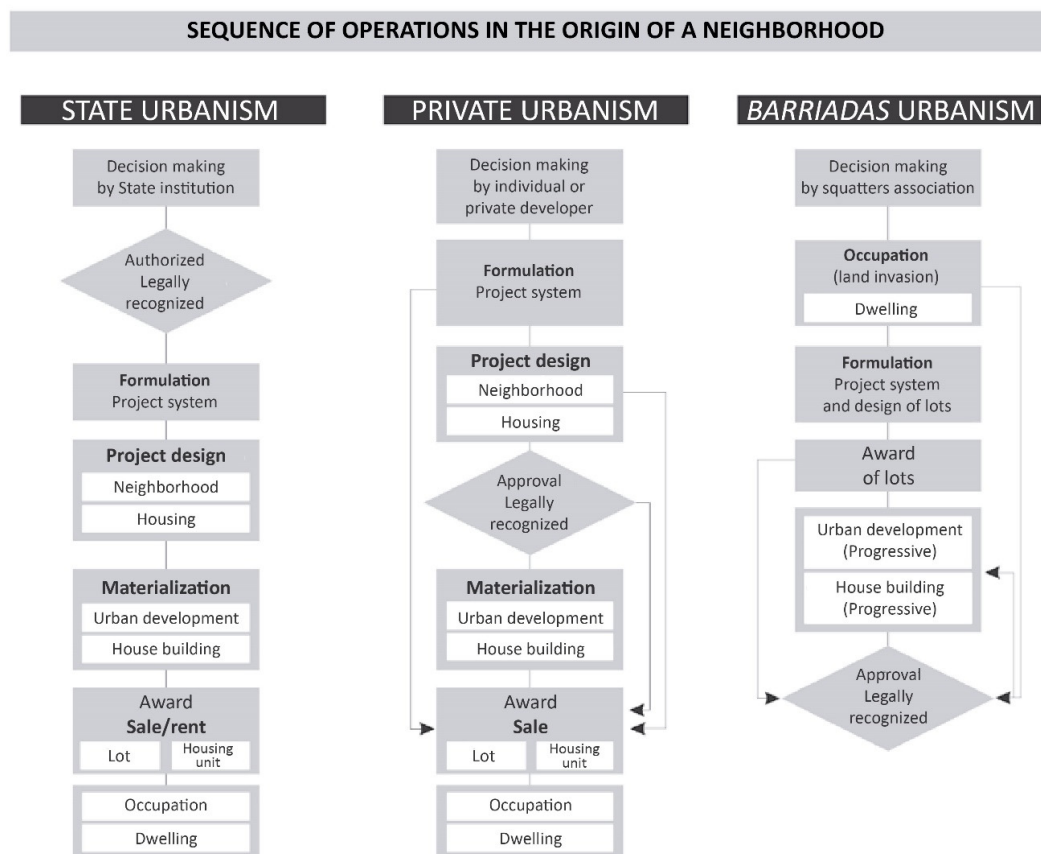 SEQUENCE OF OPERATIONS IN THE ORIGIN OF A NEIGHBORHOOD
STATE URBANISM
Decision making
by State institution
Authorized
Legally
recognized
Formulation
Project system
Project design
Neighborhood
Housing
Materialization
Urban development
House building
Award
Sale/rent
Lot
Housing
unit
Occupation
Dwelling
PRIVATE URBANISM
Decision making
by individual or
private developer
Formulation
Project system
Project design
Neighborhood
Housing
Approval
Legally
recognized
Materialization
Urban development
House building
Award
Sale
Lot
Housing
unit
Occupation
Dwelling
BARRIADAS URBANISM
Decision making
by squatters association
Occupation
(land invasion)
Dwelling
Formulation
Project system
and design of lots
Award
of lots
Urban development
(Progressive)
House building
(Progressive)
Approval
Legally
recognized